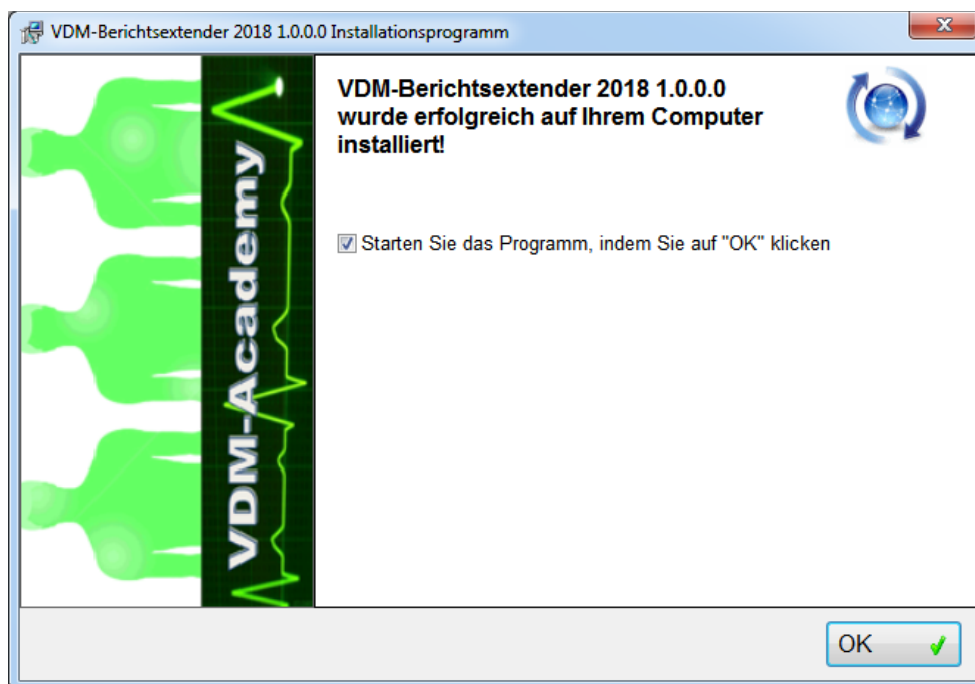 VDM-Berichtsextender 2018 1.0.0.0 Installationsprogramm
VDM-Academy
VDM-Berichtsextender 2018 1.0.0.0
wurde erfolgreich auf Ihrem Computer
installiert!
Starten Sie das Programm, indem Sie auf "OK" klicken
OK